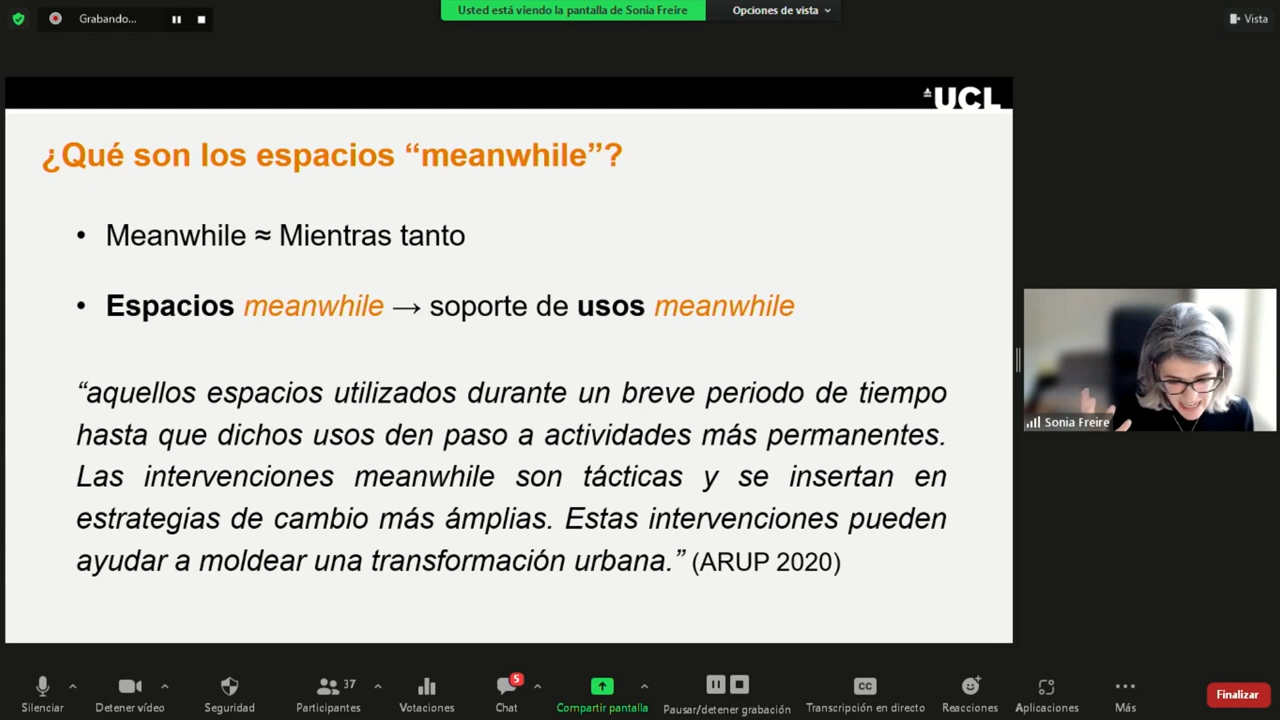 Grabando...
Usted está viendo la pantalla de Sonia Freire
Opciones de vista
Vista
UCL
¿Qué son los espacios “meanwhile”?
• Meanwhile ≈ Mientras tanto
• Espacios meanwhile → soporte de usos meanwhile
“aquellos espacios utilizados durante un breve periodo de tiempo
hasta que dichos usos den paso a actividades más permanentes.
Las intervenciones meanwhile son tácticas y se insertan en
estrategias de cambio más ámplias. Estas intervenciones pueden
ayudar a moldear una transformación urbana.” (ARUP 2020)
Sonia Freire
Silenciar
Detener vídeo
Seguridad
37
Participantes
Votaciones
5
Chat
Compartir pantalla
Pausar/detener grabación
CC
Transcripción en directo
Reacciones
Aplicaciones
Más
Finalizar